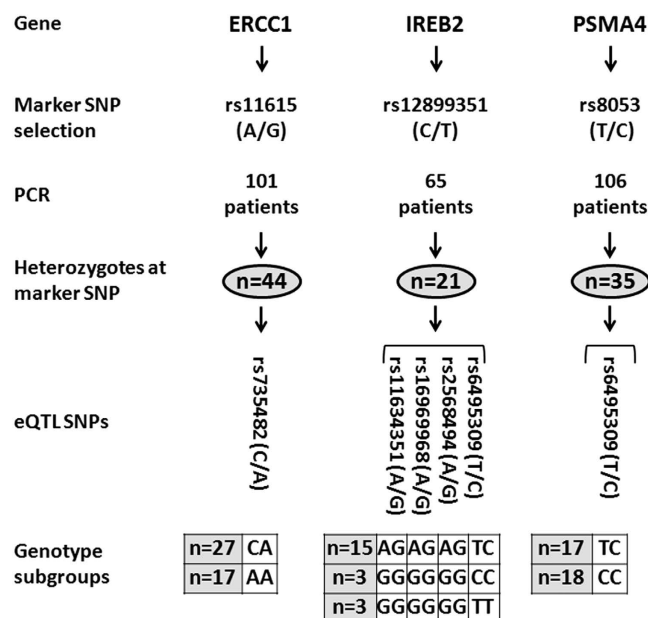 Gene ERCC1 IREB2 PSMA4
Marker SNP selection
rs11615 (A/G)
rs12899351 (C/T)
rs8053 (T/C)
PCR
101 patients
65 patients
106 patients
Heterozygotes at marker SNP
n=44 n=21 n=35
eQTL SNPs
rs735482 (C/A)
rs11634351 (A/G)
rs16969968 (A/G)
rs2568494 (A/G)
rs6495309 (T/C)
rs6495309 (T/C)
Genotype subgroups
n=27 CA
n=17 AA
n=15 AG AG AG TC
n=3 GG GG GG CC
n=3 GG GG GG TT
n=17 TC
n=18 CC